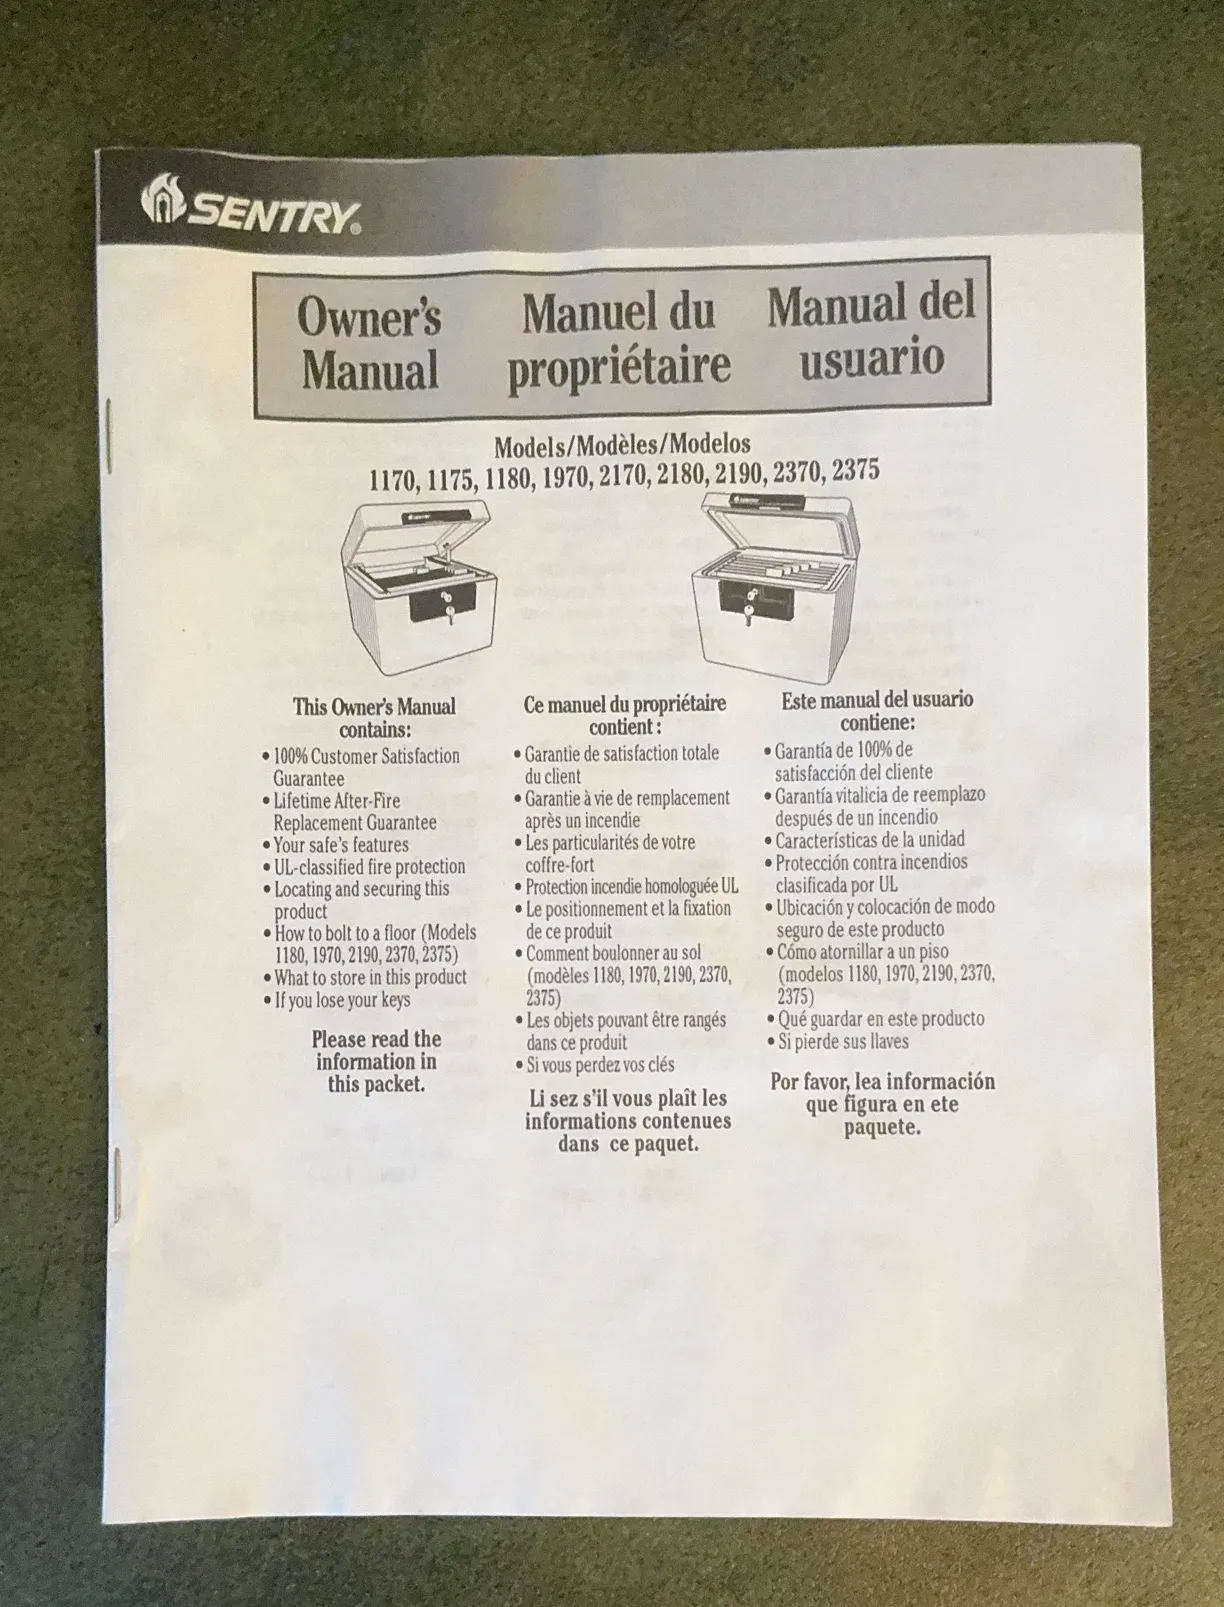 SENTRY®
Owner's
Manual
Manuel du
propriétaire
Manual del
usuario
Models/Modèles/Modelos
1170, 1175, 1180, 1970, 2170, 2180, 2190, 2370, 2375
SENTRY
This Owner's Manual
contains:
• 100% Customer Satisfaction
Guarantee
• Lifetime After-Fire
Replacement Guarantee
• Your safe's features
• UL-classified fire protection
• Locating and securing this
product
• How to bolt to a floor (Models
1180, 1970, 2190, 2370, 2375)
• What to store in this product
• If you lose your keys
Please read the
information in
this packet.
Ce manuel du propriétaire
contient :
• Garantie de satisfaction totale
du client
• Garantie à vie de remplacement
après un incendie
• Les particularités de votre
coffre-fort
• Protection incendie homologuée UL
• Le positionnement et la fixation
de ce produit
• Comment boulonner au sol
(modèles 1180, 1970, 2190, 2370,
2375)
• Les objets pouvant être rangés
dans ce produit
• Si vous perdez vos clés
Li sez s'il vous plaît les
informations contenues
dans ce paquet.
Este manual del usuario
contiene:
• Garantía de 100% de
satisfacción del cliente
• Garantía vitalicia de reemplazo
después de un incendio
• Características de la unidad
• Protección contra incendios
clasificada por UL
• Ubicación y colocación de modo
seguro de este producto
• Cómo atornillar a un piso
(modelos 1180, 1970, 2190, 2370,
2375)
• Qué guardar en este producto
• Si pierde sus llaves
Por favor, lea información
que figura en ete
paquete.